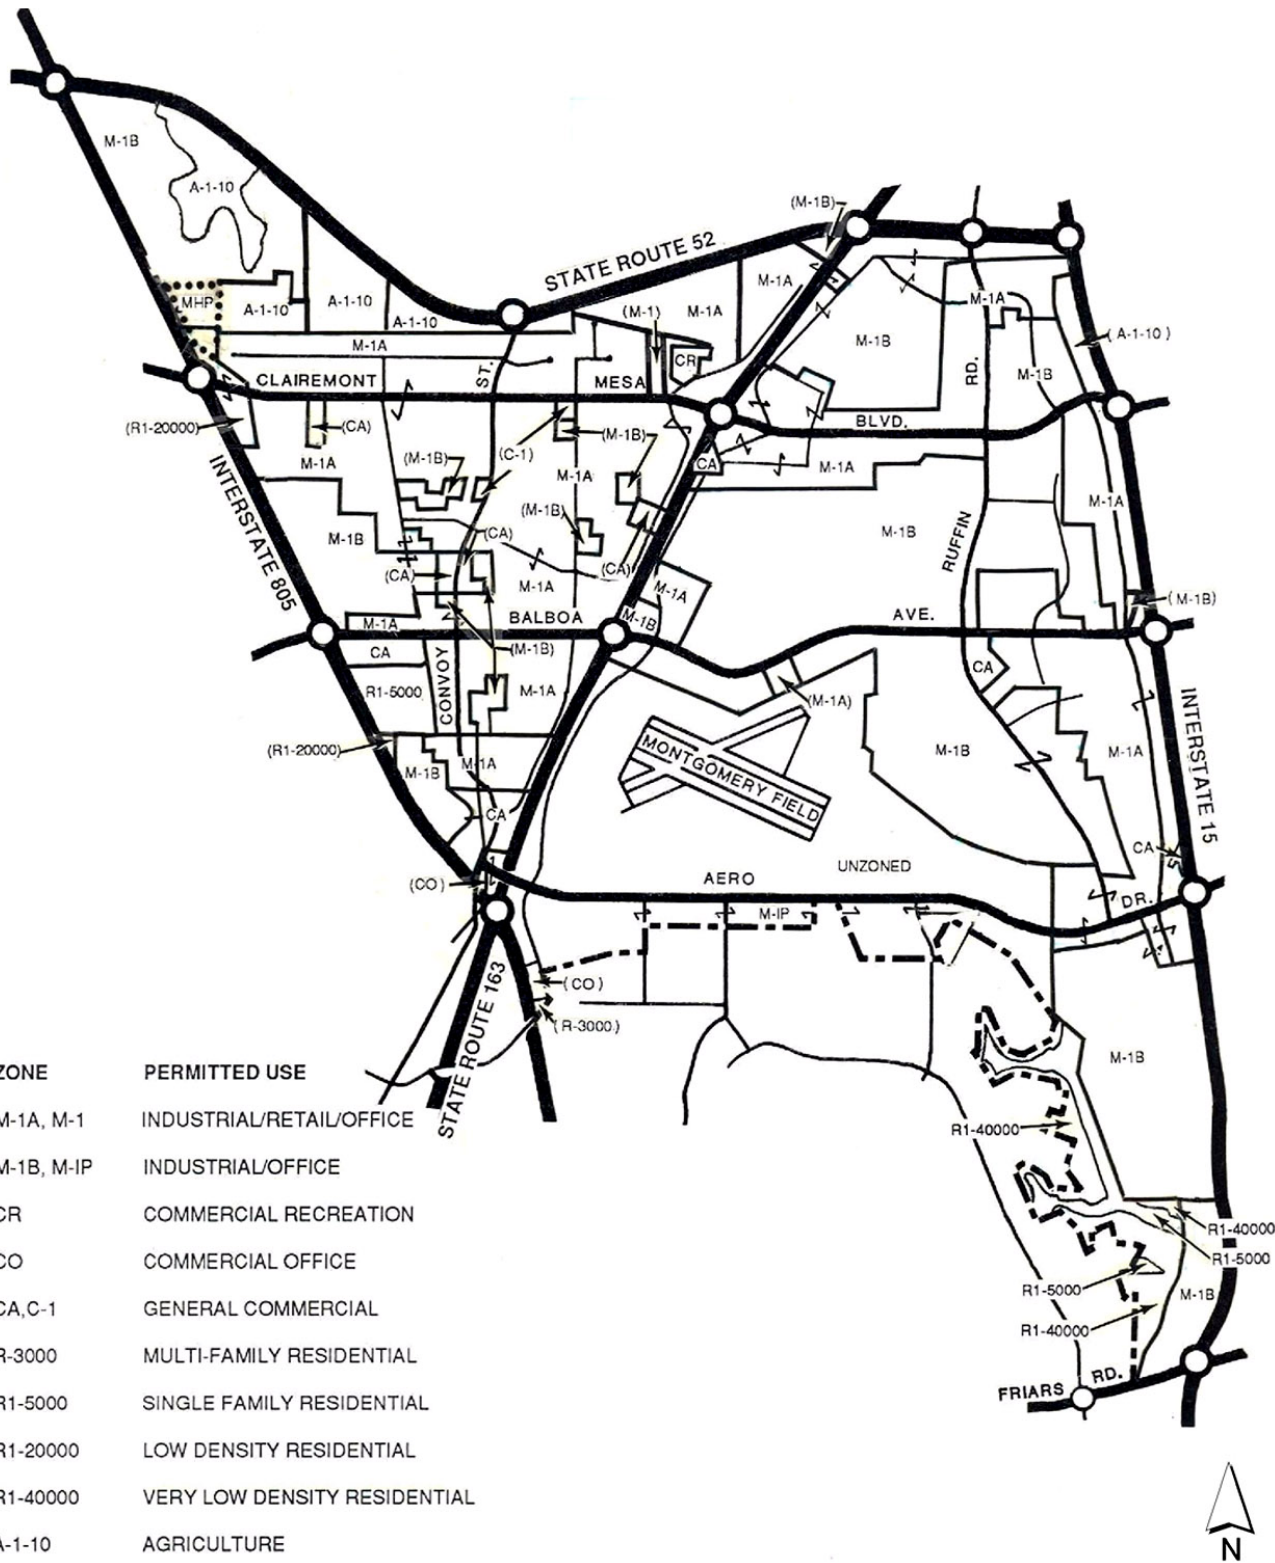 M-1B
A-1-10
(M-1B)
STATE ROUTE 52
M-1A
MHP
A-1-10
A-1-10
A-1-10
(M-1)
M-1A
M-1A
M-1B
(A-1-10)
M-1A
CR
RD.
M-1B
ST.
CLAIREMONT
MESA
BLVD.
(R1-20000)
(CA)
(M-1B)
(C-1)
(M-1B)
M-1A
M-1A
CA
M-1A
INTERSTATE 805
M-1B
(M-1B)
(CA)
M-1B
M-1A
RUFFIN
(CA)
M-1A
(CA)
M-1A
(M-1B)
M-1A
BALBOA
M-1B
AVE.
CA
(M-1B)
CA
R1-5000
CONVOY
M-1A
(M-1A)
INTERSTATE 15
(R1-20000)
M-1B
M-1A
MONTGOMERY FIELD
M-1B
M-1A
CA
CA
UNZONED
(CO)
AERO
DR.
M-IP
(CO)
(R-3000)
STATE ROUTE 163
M-1B
R1-40000
R1-40000
R1-5000
R1-5000
M-1B
R1-40000
FRIARS RD.
ZONE PERMITTED USE
M-1A, M-1 INDUSTRIAL/RETAIL/OFFICE
M-1B, M-IP INDUSTRIAL/OFFICE
CR COMMERCIAL RECREATION
CO COMMERCIAL OFFICE
CA,C-1 GENERAL COMMERCIAL
R-3000 MULTI-FAMILY RESIDENTIAL
R1-5000 SINGLE FAMILY RESIDENTIAL
R1-20000 LOW DENSITY RESIDENTIAL
R1-40000 VERY LOW DENSITY RESIDENTIAL
A-1-10 AGRICULTURE
N